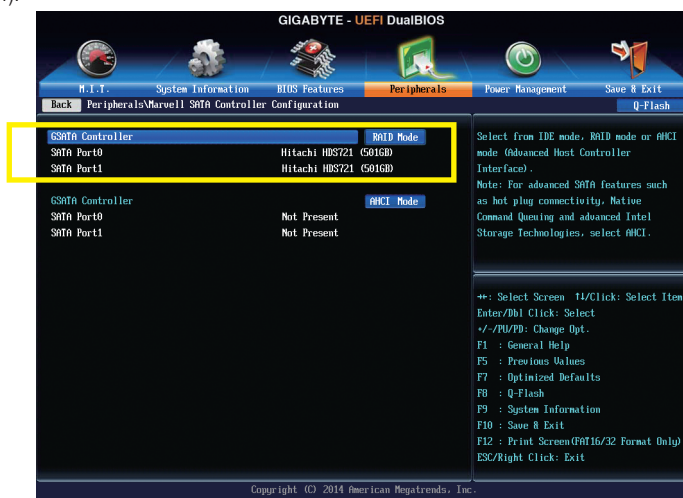 GIGABYTE - UEFI DualBIOS
M.I.T. System Information BIOS Features Peripherals Power Management Save & Exit
Back Peripherals\Marvell SATA Controller Configuration Q-Flash
GSATA Controller RAID Mode
SATA Port0 Hitachi HDS721 (501GB)
SATA Port1 Hitachi HDS721 (501GB)
GSATA Controller AHCI Mode
SATA Port0 Not Present
SATA Port1 Not Present
Select from IDE mode, RAID mode or AHCI
mode (Advanced Host Controller
Interface).
Note: For advanced SATA features such
as hot plug connectivity, Native
Command Queuing and advanced Intel
Storage Technologies, select AHCI.
→←: Select Screen ↑↓/Click: Select Item
Enter/Dbl Click: Select
+/-/PU/PD: Change Opt.
F1 : General Help
F5 : Previous Values
F7 : Optimized Defaults
F8 : Q-Flash
F9 : System Information
F10 : Save & Exit
F12 : Print Screen(FAT16/32 Format Only)
ESC/Right Click: Exit
Copyright (C) 2014 American Megatrends, Inc.